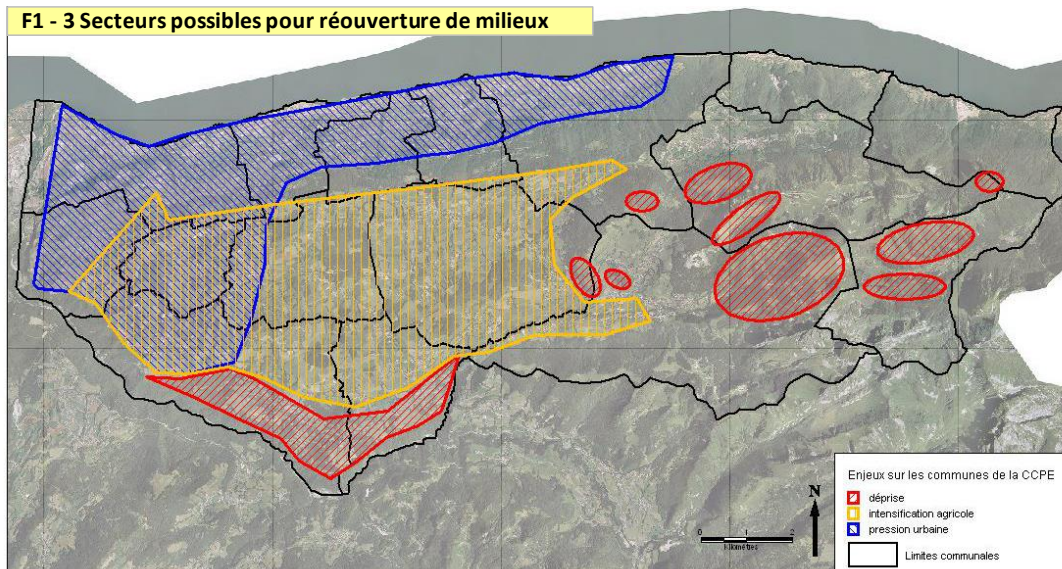 F1 - 3 Secteurs possibles pour réouverture de milieux
Enjeux sur les communes de la CCPE
déprise
intensification agricole
pression urbaine
Limites communales
N
0 1 2
Kilomètres